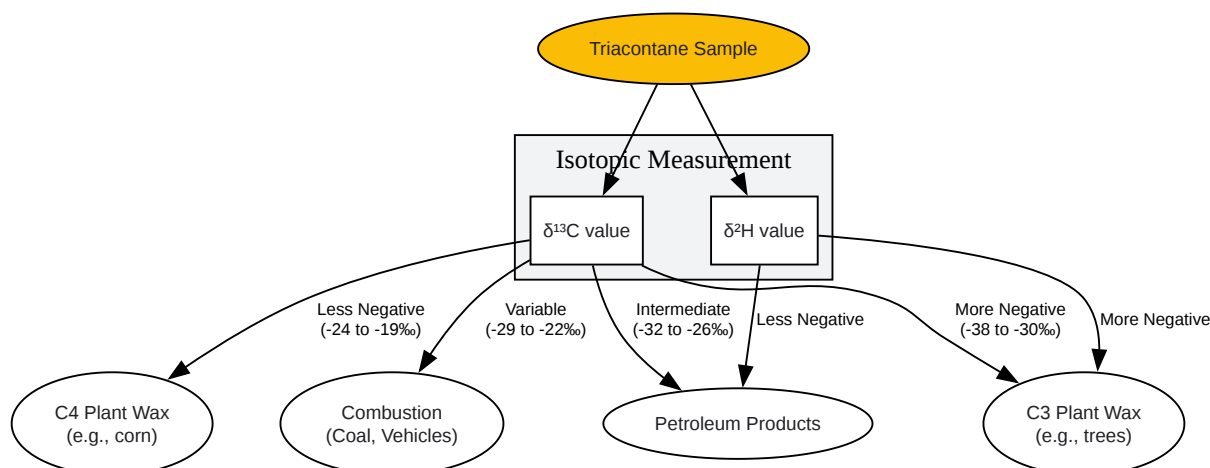 Triacontane Sample
Isotopic Measurement
δ¹³C value
δ²H value
Less Negative
(-24 to -19‰)
Variable
(-29 to -22‰)
Intermediate
(-32 to -26‰)
Less Negative
More Negative
(-38 to -30‰)
More Negative
C4 Plant Wax
(e.g., corn)
Combustion
(Coal, Vehicles)
Petroleum Products
C3 Plant Wax
(e.g., trees)